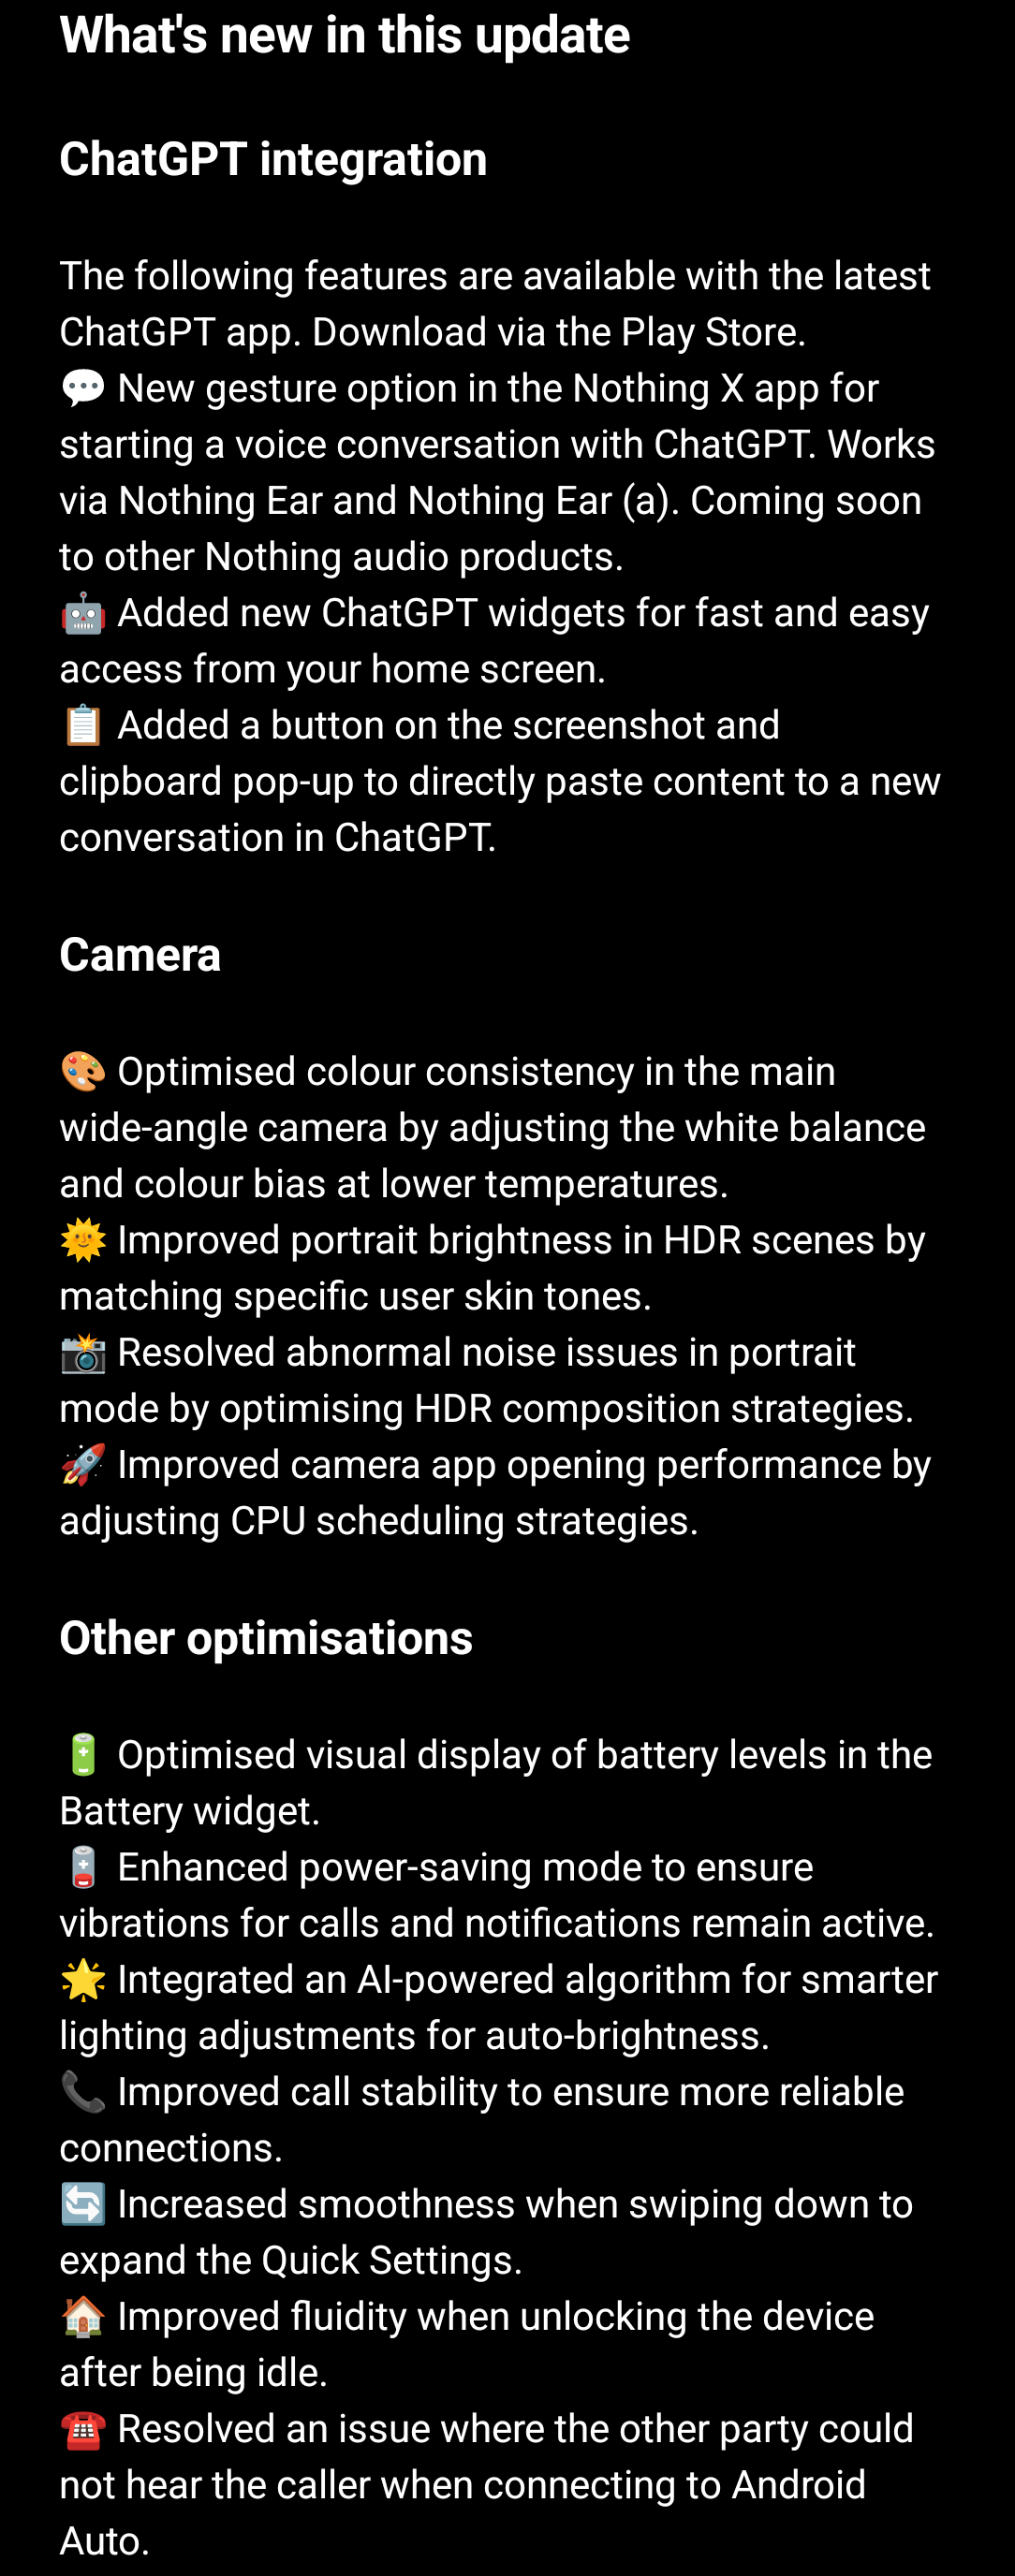 What's new in this update
ChatGPT integration
The following features are available with the latest
ChatGPT app. Download via the Play Store.
💬 New gesture option in the Nothing X app for
starting a voice conversation with ChatGPT. Works
via Nothing Ear and Nothing Ear (a). Coming soon
to other Nothing audio products.
🤖 Added new ChatGPT widgets for fast and easy
access from your home screen.
📋 Added a button on the screenshot and
clipboard pop-up to directly paste content to a new
conversation in ChatGPT.
Camera
🎨 Optimised colour consistency in the main
wide-angle camera by adjusting the white balance
and colour bias at lower temperatures.
🌞 Improved portrait brightness in HDR scenes by
matching specific user skin tones.
📸 Resolved abnormal noise issues in portrait
mode by optimising HDR composition strategies.
🚀 Improved camera app opening performance by
adjusting CPU scheduling strategies.
Other optimisations
🔋 Optimised visual display of battery levels in the
Battery widget.
🪫 Enhanced power-saving mode to ensure
vibrations for calls and notifications remain active.
🌟 Integrated an AI-powered algorithm for smarter
lighting adjustments for auto-brightness.
📞 Improved call stability to ensure more reliable
connections.
🔄 Increased smoothness when swiping down to
expand the Quick Settings.
🏠 Improved fluidity when unlocking the device
after being idle.
☎️ Resolved an issue where the other party could
not hear the caller when connecting to Android
Auto.